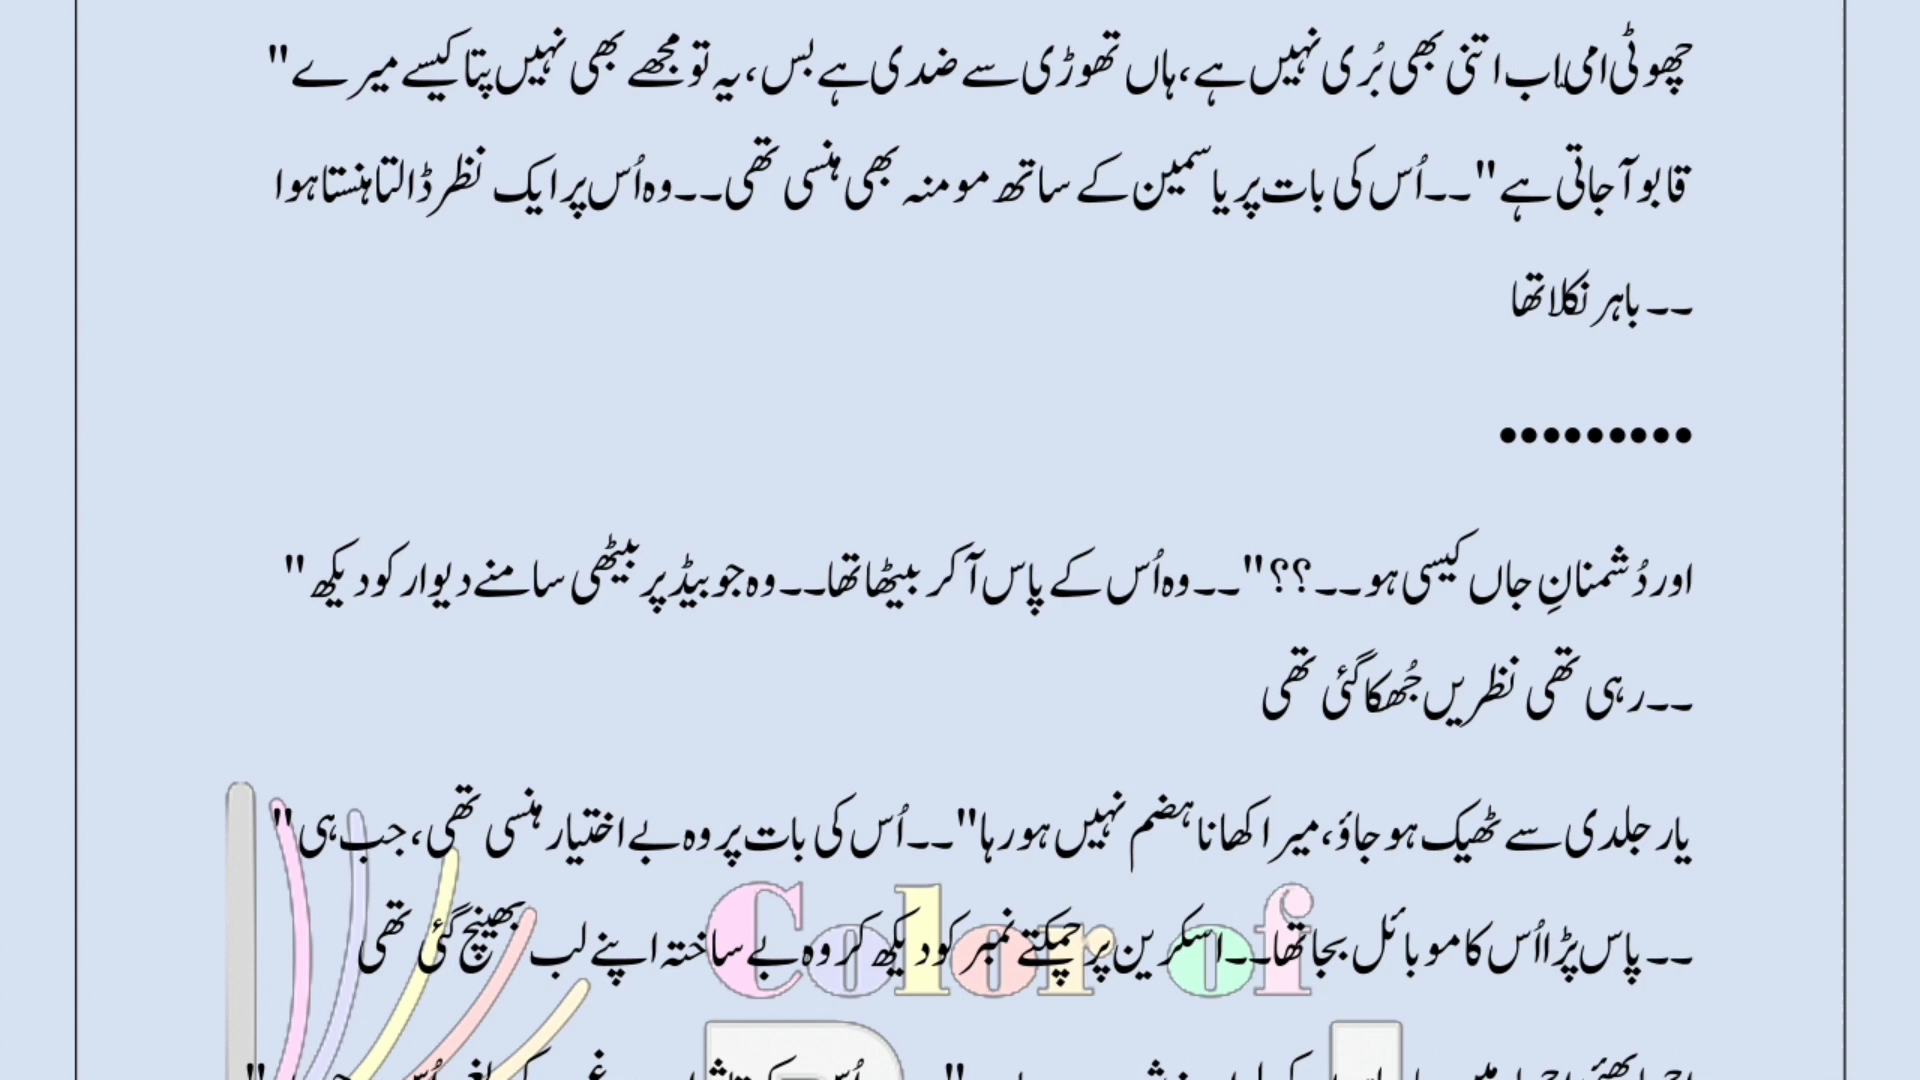 چھوٹی امی اب اتنی بھی بُری نہیں ہے، ہاں تھوڑی سے ضدی ہے بس، یہ تو مجھے بھی نہیں پتا کیسے میرے"
قابو آ جاتی ہے"۔۔اُس کی بات پر یاسمین کے ساتھ مومنہ بھی ہنسی تھی۔۔وہ اُس پر ایک نظر ڈالتا ہنستا ہوا
۔۔باہر نکلا تھا
•••••••••
اور دُشمنانِ جاں کیسی ہو۔۔؟؟"۔۔وہ اُس کے پاس آ کر بیٹھا تھا۔۔وہ جو بیڈ پر بیٹھی سامنے دیوار کو دیکھ"
۔۔رہی تھی نظریں جُھکا گئی تھی
یار جلدی سے ٹھیک ہو جاؤ، میرا کھانا ہضم نہیں ہو رہا"۔۔اُس کی بات پر وہ بے اختیار ہنسی تھی، جب ہی"
۔۔پاس پڑا اُس کا موبائل بجا تھا۔۔اسکرین پر چمکتے نمبر کو دیکھ کر وہ بے ساختہ اپنے لب بھینچ گئی تھی
Color of